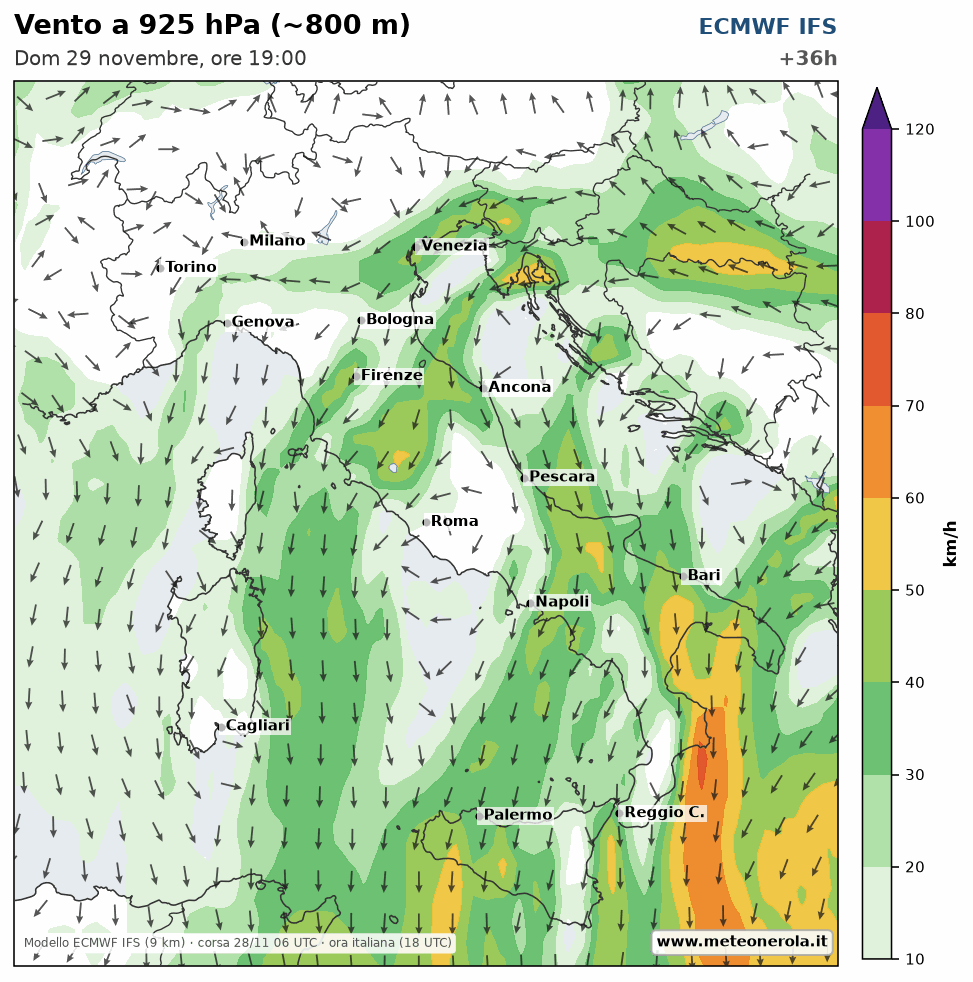 Vento a 925 hPa (~800 m)
ECMWF IFS
Dom 29 novembre, ore 19:00
+36h
120
100
80
70
60
50
40
30
20
10
km/h
Milano
Venezia
Torino
Genova
Bologna
Firenze
Ancona
Pescara
Roma
Bari
Napoli
Cagliari
Palermo
Reggio C.
Modello ECMWF IFS (9 km) · corsa 28/11 06 UTC · ora italiana (18 UTC)
www.meteonerola.it